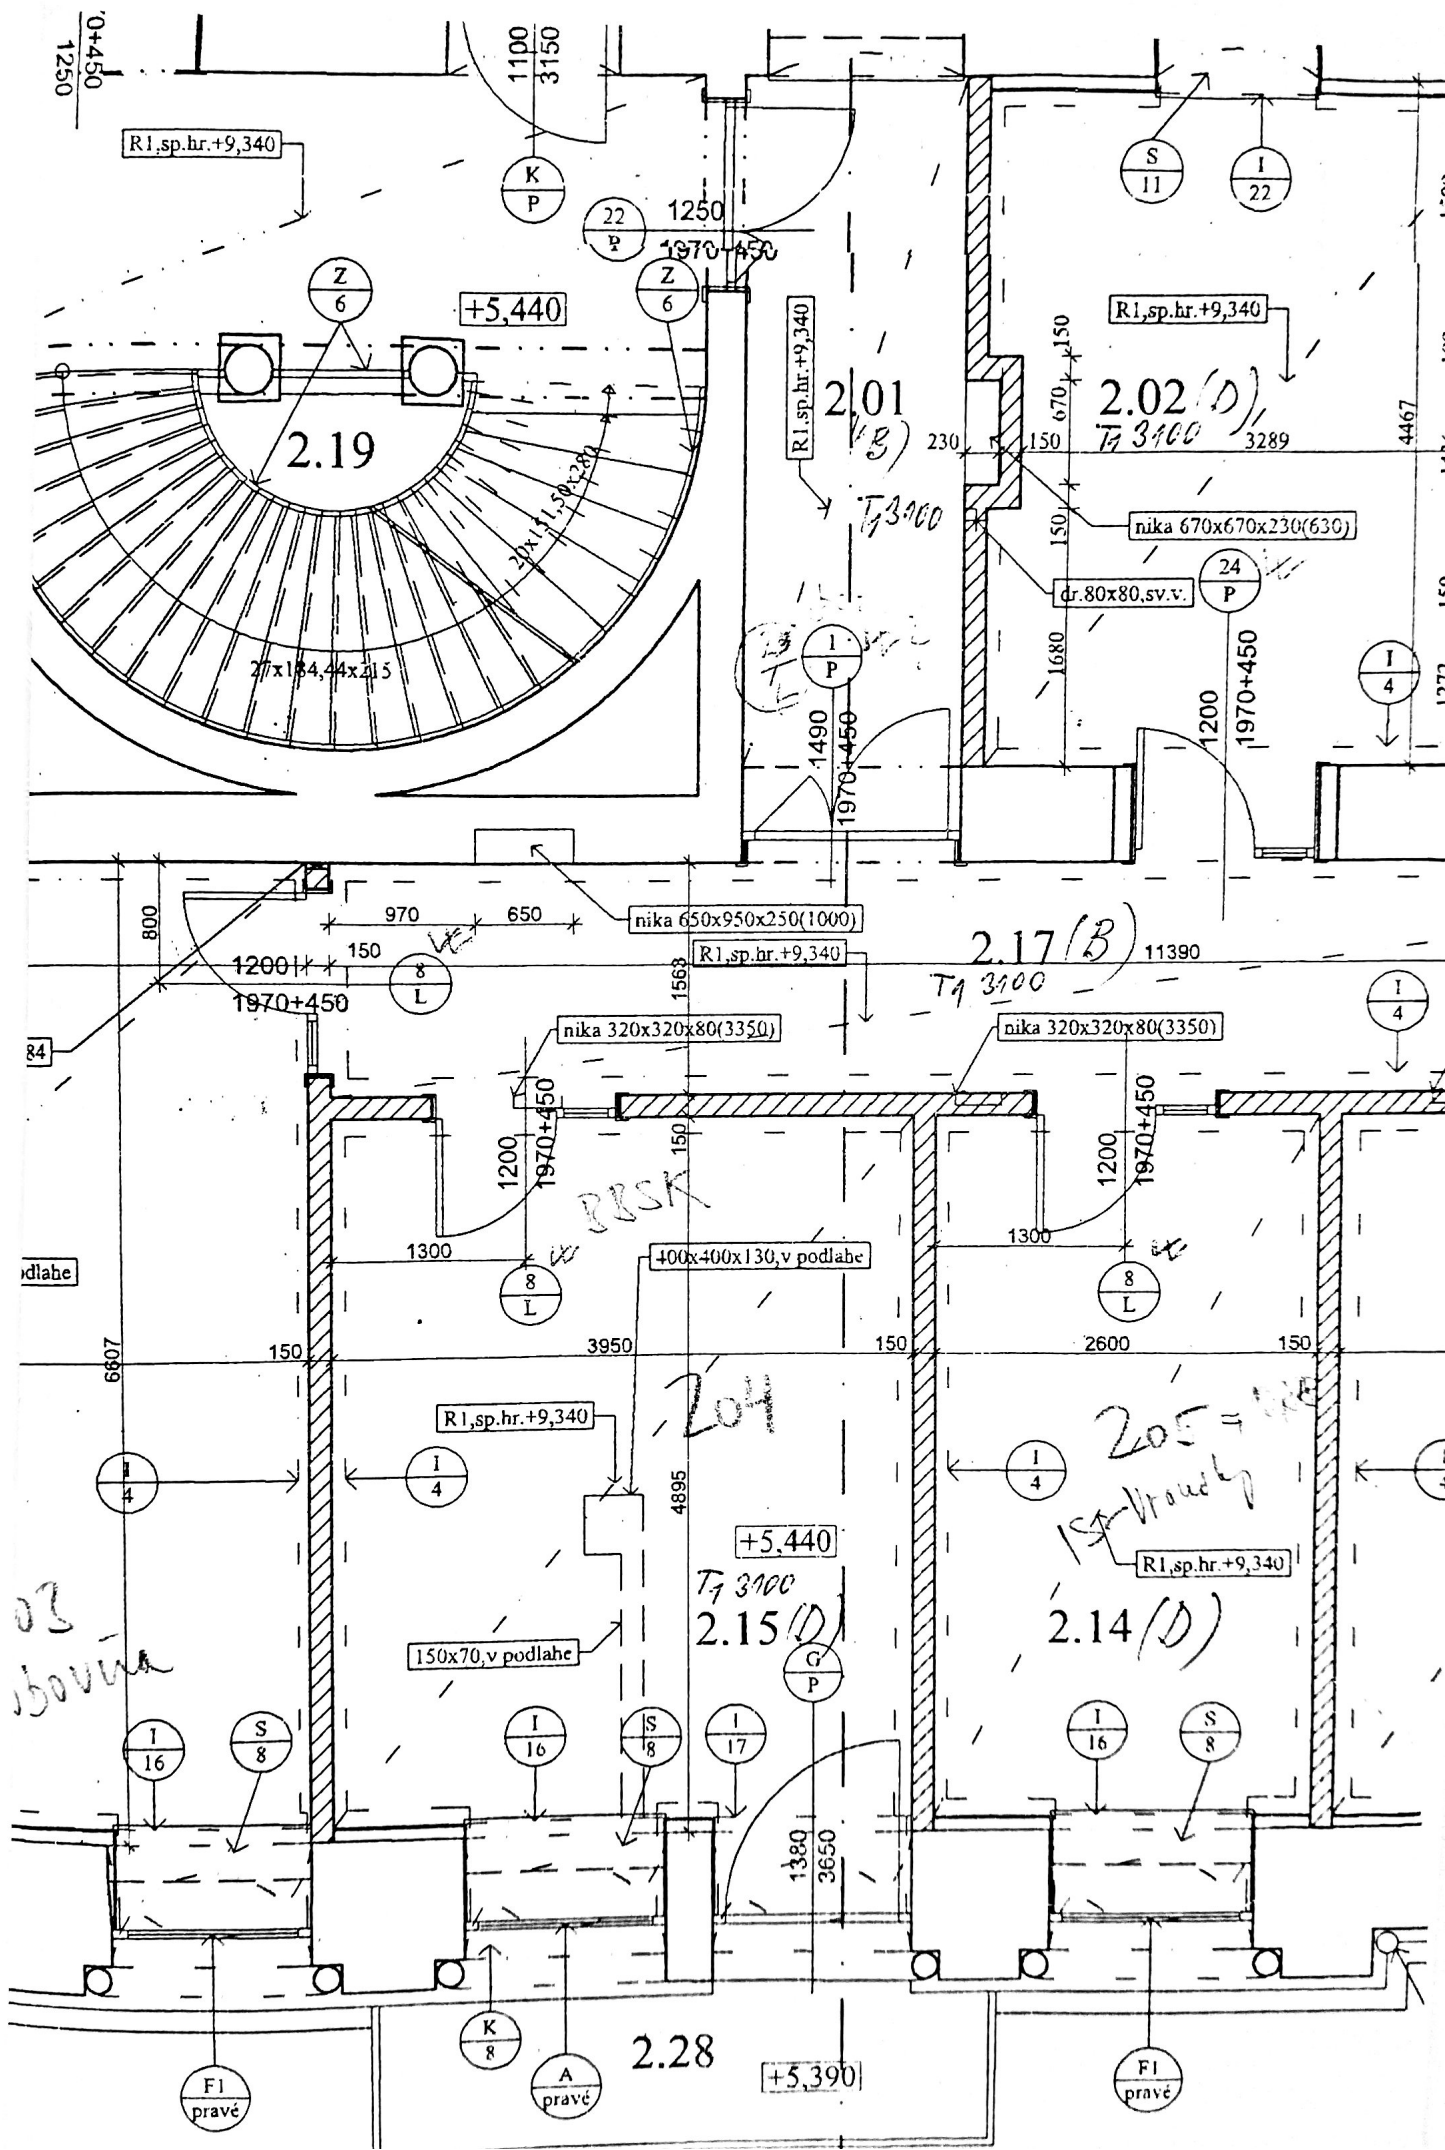 0+450
1250
1100
3150
R1,sp.hr.+9,340
K
P
S
11
I
22
22
P
1250
1970+450
Z
6
+5,440
Z
6
R1,sp.hr.+9,340
R1,sp.hr.+9,340
150
670
2.01
(B)
T1 3100
2.02 (D)
T1 3100
230
150
3289
4467
2.19
20x151,50x280
27x184,44x215
nika 670x670x230(630)
150
24
P
dr.80x80,sv.v.
1
P
1680
1200
1970+450
I
4
1490
1970+450
800
970
650
nika 650x950x250(1000)
150
1200
1970+450
8
L
R1,sp.hr.+9,340
1563
2.17 (B)
T1 3100
11390
I
4
84
nika 320x320x80(3350)
nika 320x320x80(3350)
1200
1970+450
150
1200
1970+450
BBSK
1300
8
L
400x400x130,v podlahe
1300
8
L
odlahe
6607
150
3950
150
2600
150
204
205 =
R1,sp.hr.+9,340
I
4
I
4
4895
I
4
+5,440
R1,sp.hr.+9,340
T1 3100
2.15 (D)
2.14 (D)
03
150x70,v podlahe
G
P
I
16
S
8
I
16
S
8
I
17
I
16
S
8
1380
3650
K
8
2.28
+5,390
F1
pravé
A
pravé
F1
pravé